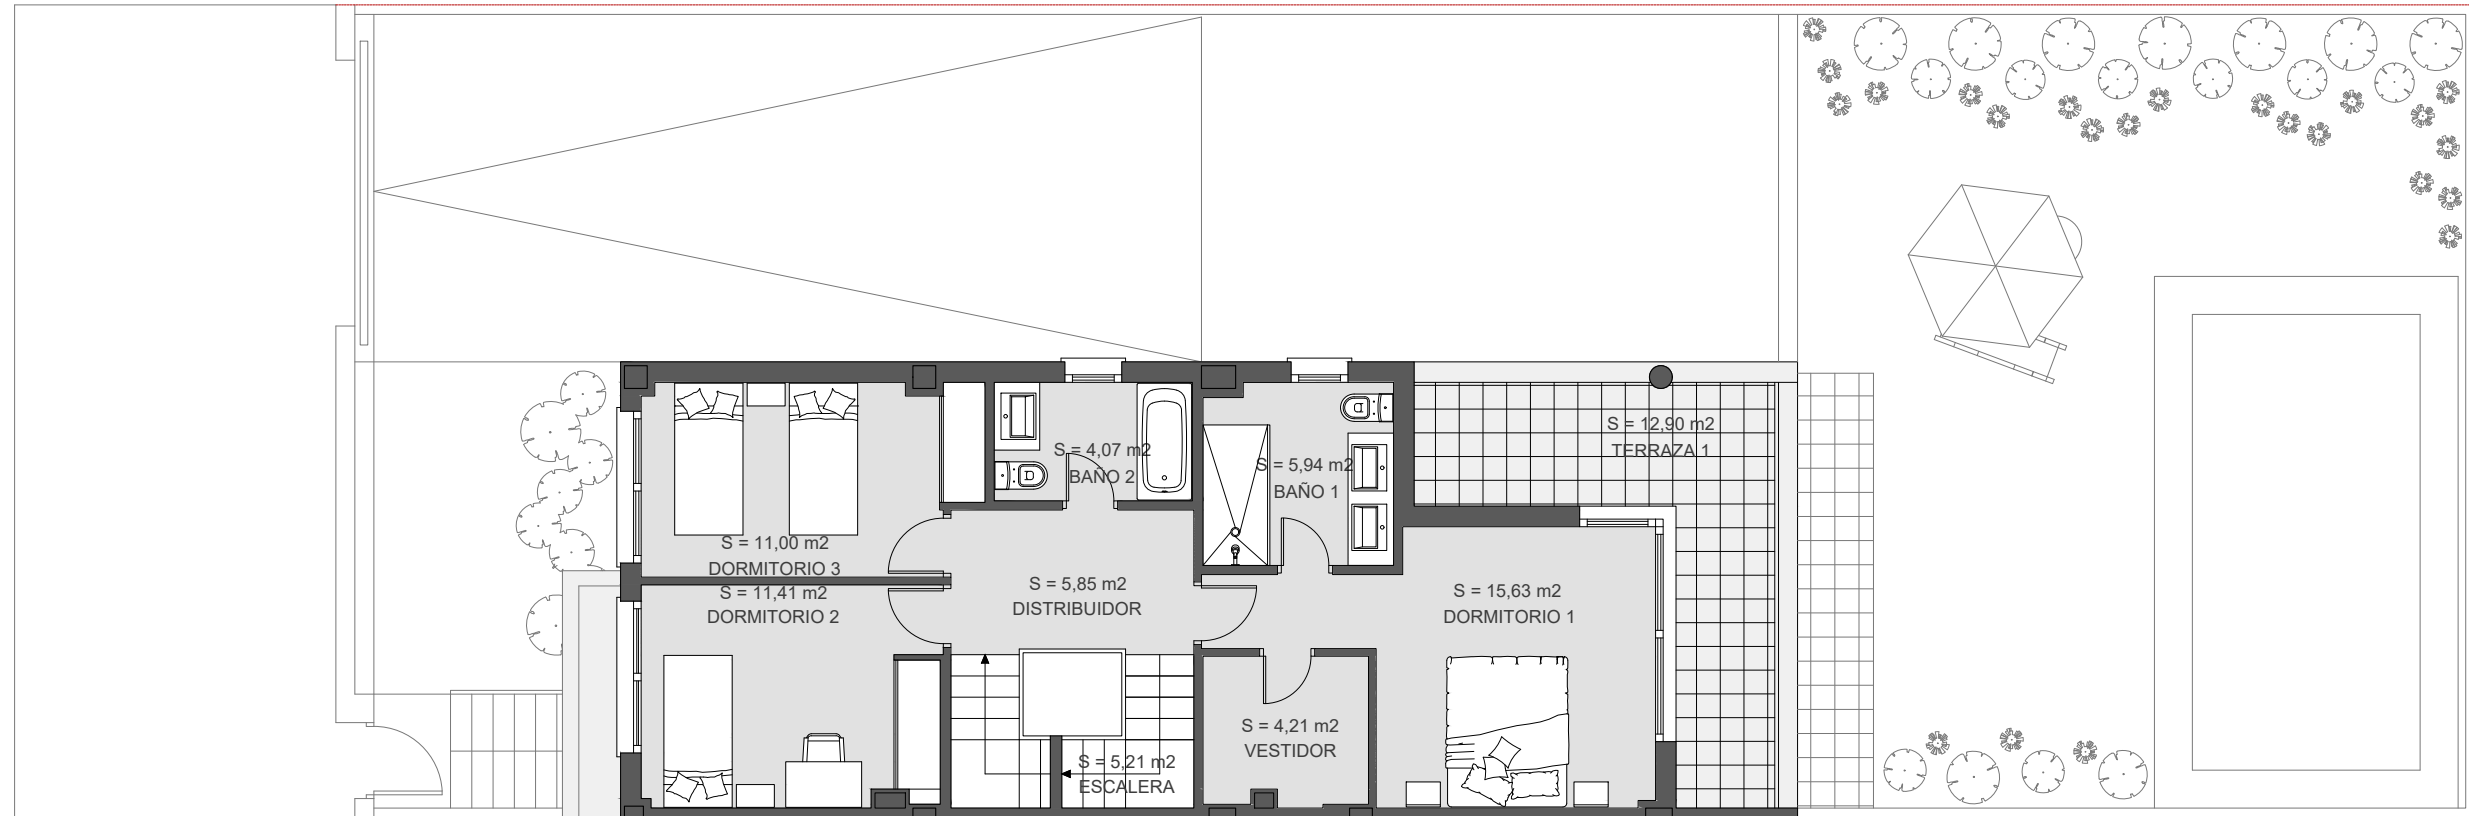 S = 12,90 m2
TERRAZA 1
S = 4,07 m2
BAÑO 2
S = 5,94 m2
BAÑO 1
S = 11,00 m2
DORMITORIO 3
S = 11,41 m2
DORMITORIO 2
S = 5,85 m2
DISTRIBUIDOR
S = 15,63 m2
DORMITORIO 1
S = 4,21 m2
VESTIDOR
S = 5,21 m2
ESCALERA